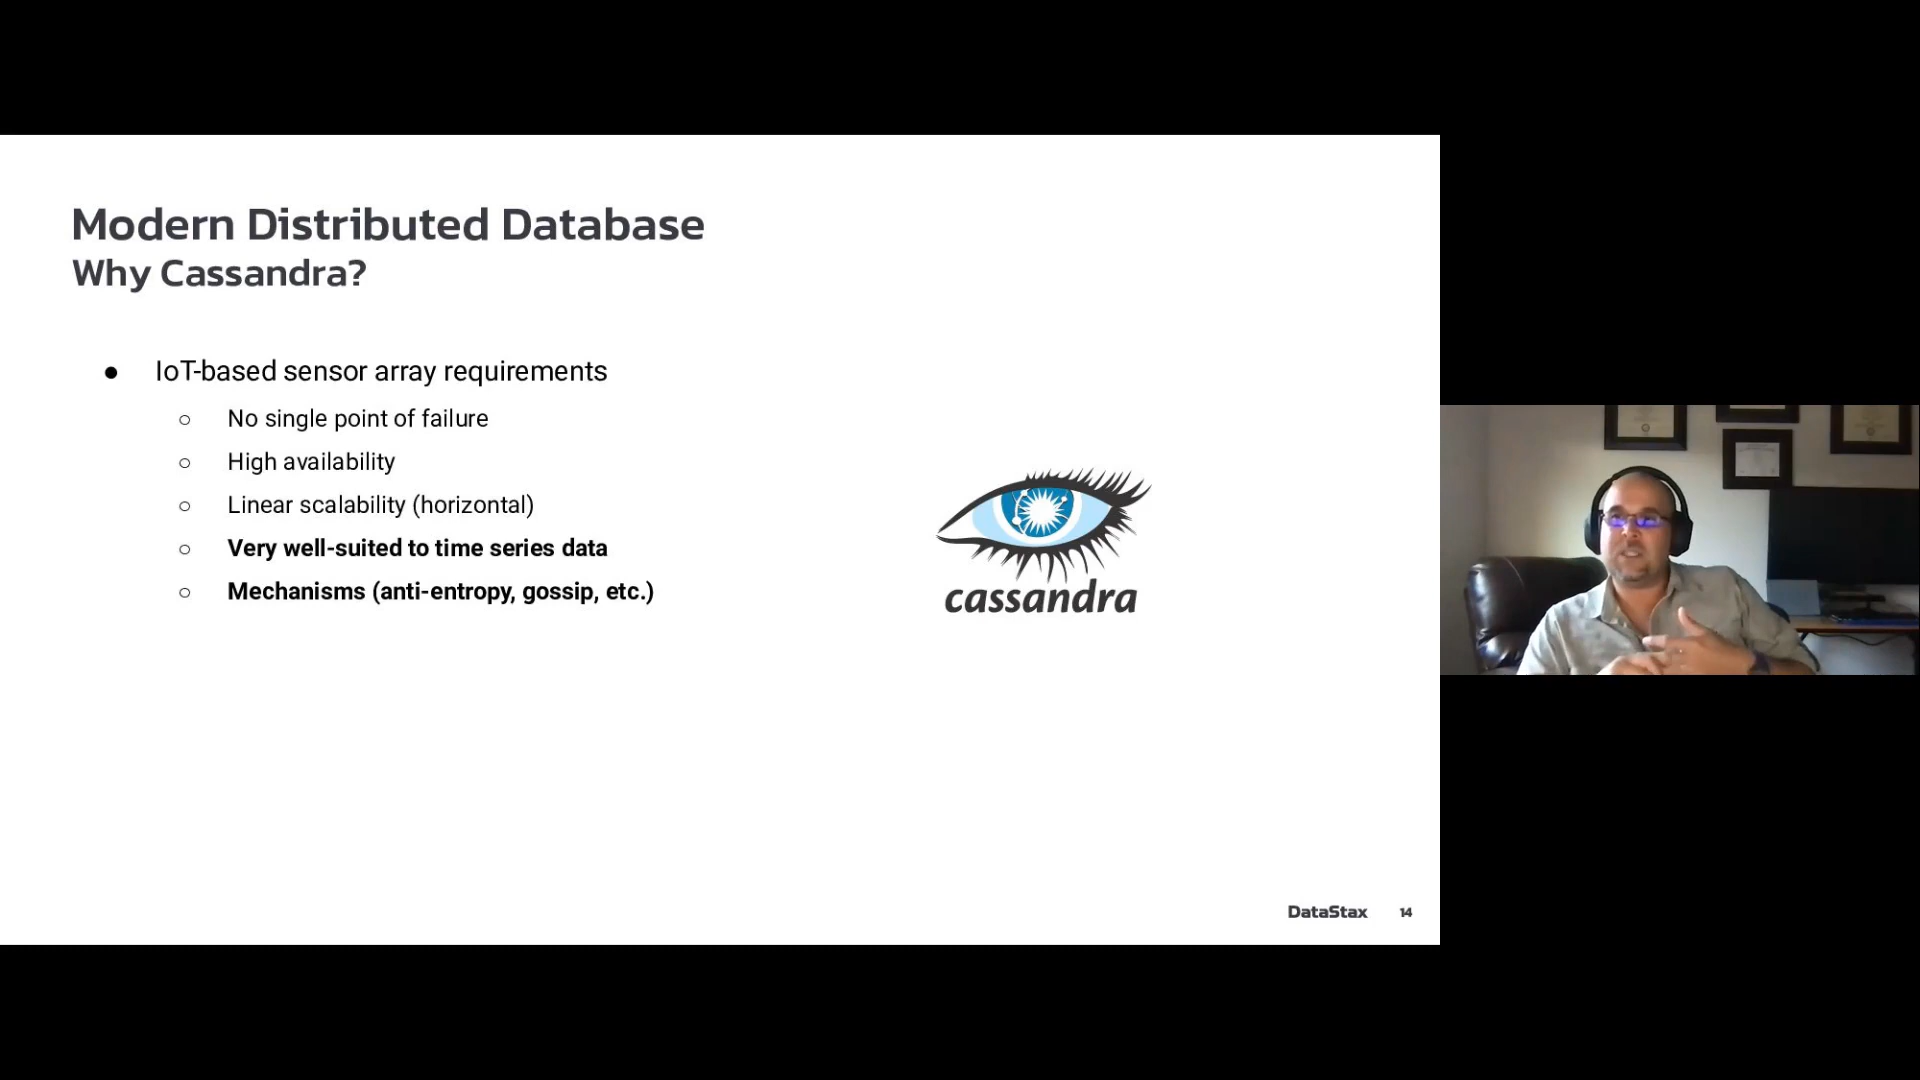 Modern Distributed Database
Why Cassandra?
● IoT-based sensor array requirements
○ No single point of failure
○ High availability
○ Linear scalability (horizontal)
○ Very well-suited to time series data
○ Mechanisms (anti-entropy, gossip, etc.)
cassandra
DataStax 14